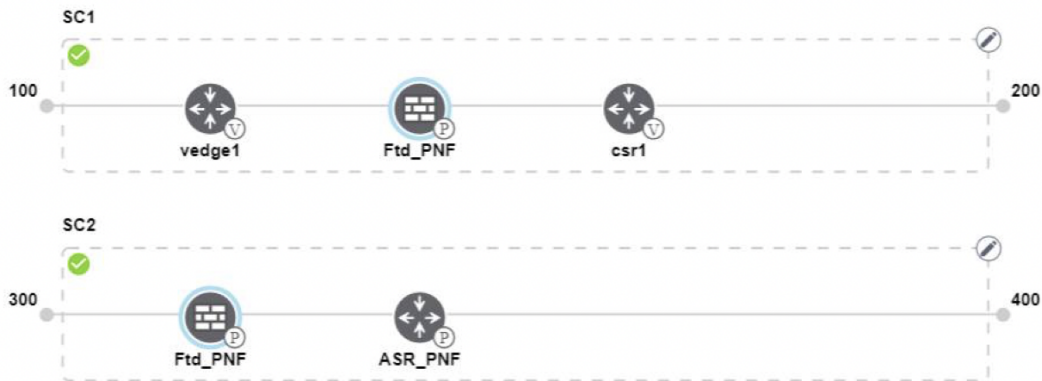 SC1
100
200
V
P
V
vedge1
Ftd_PNF
csr1
SC2
300
400
P
P
Ftd_PNF
ASR_PNF